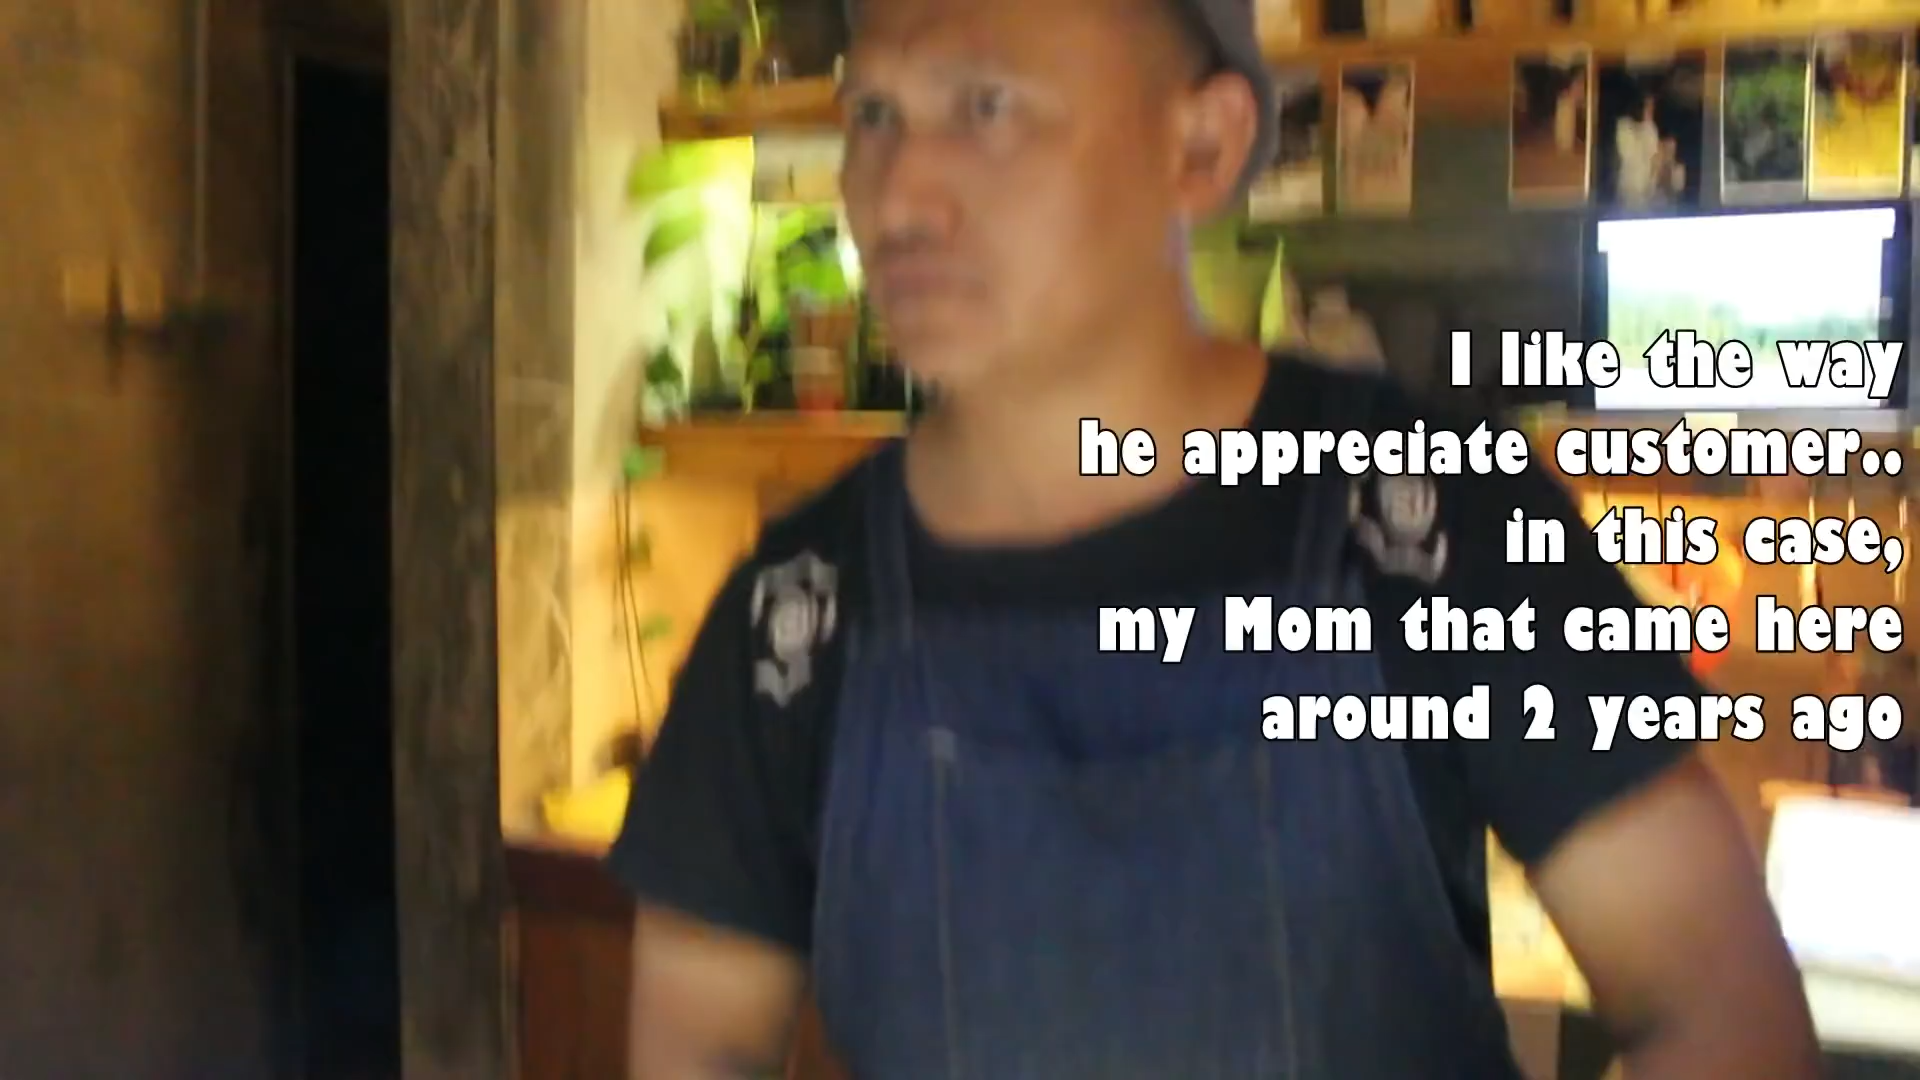 I like the way
he appreciate customer..
in this case,
my Mom that came here
around 2 years ago